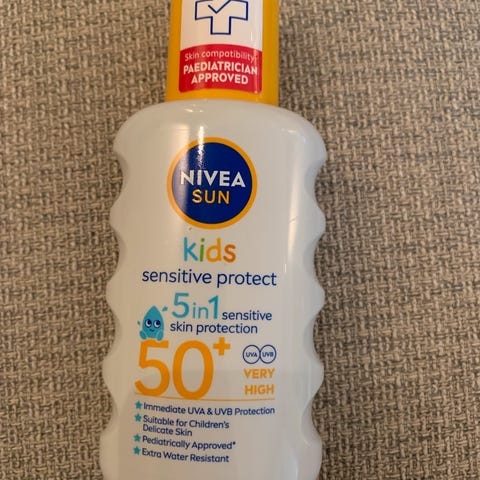 Skin compatibility
PAEDIATRICIAN
APPROVED
NIVEA
SUN
kids
sensitive protect
5in1 sensitive
skin protection
50+
UVA UVB
VERY
HIGH
Immediate UVA & UVB Protection
Suitable for Children's
Delicate Skin
Pediatrically Approved*
Extra Water Resistant